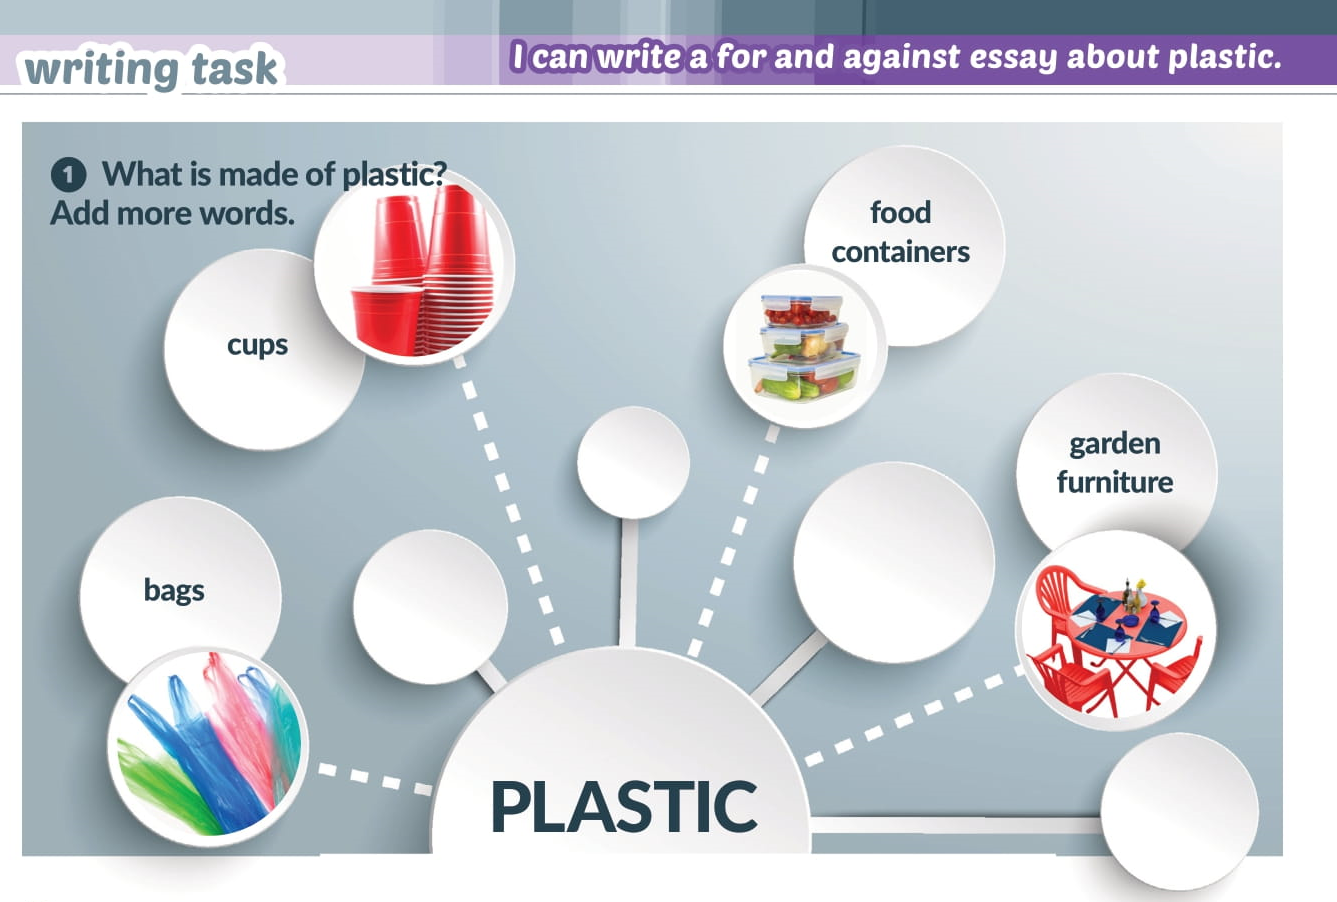 writing task
I can write a for and against essay about plastic.
1 What is made of plastic?
Add more words.
food
containers
cups
garden
furniture
bags
PLASTIC